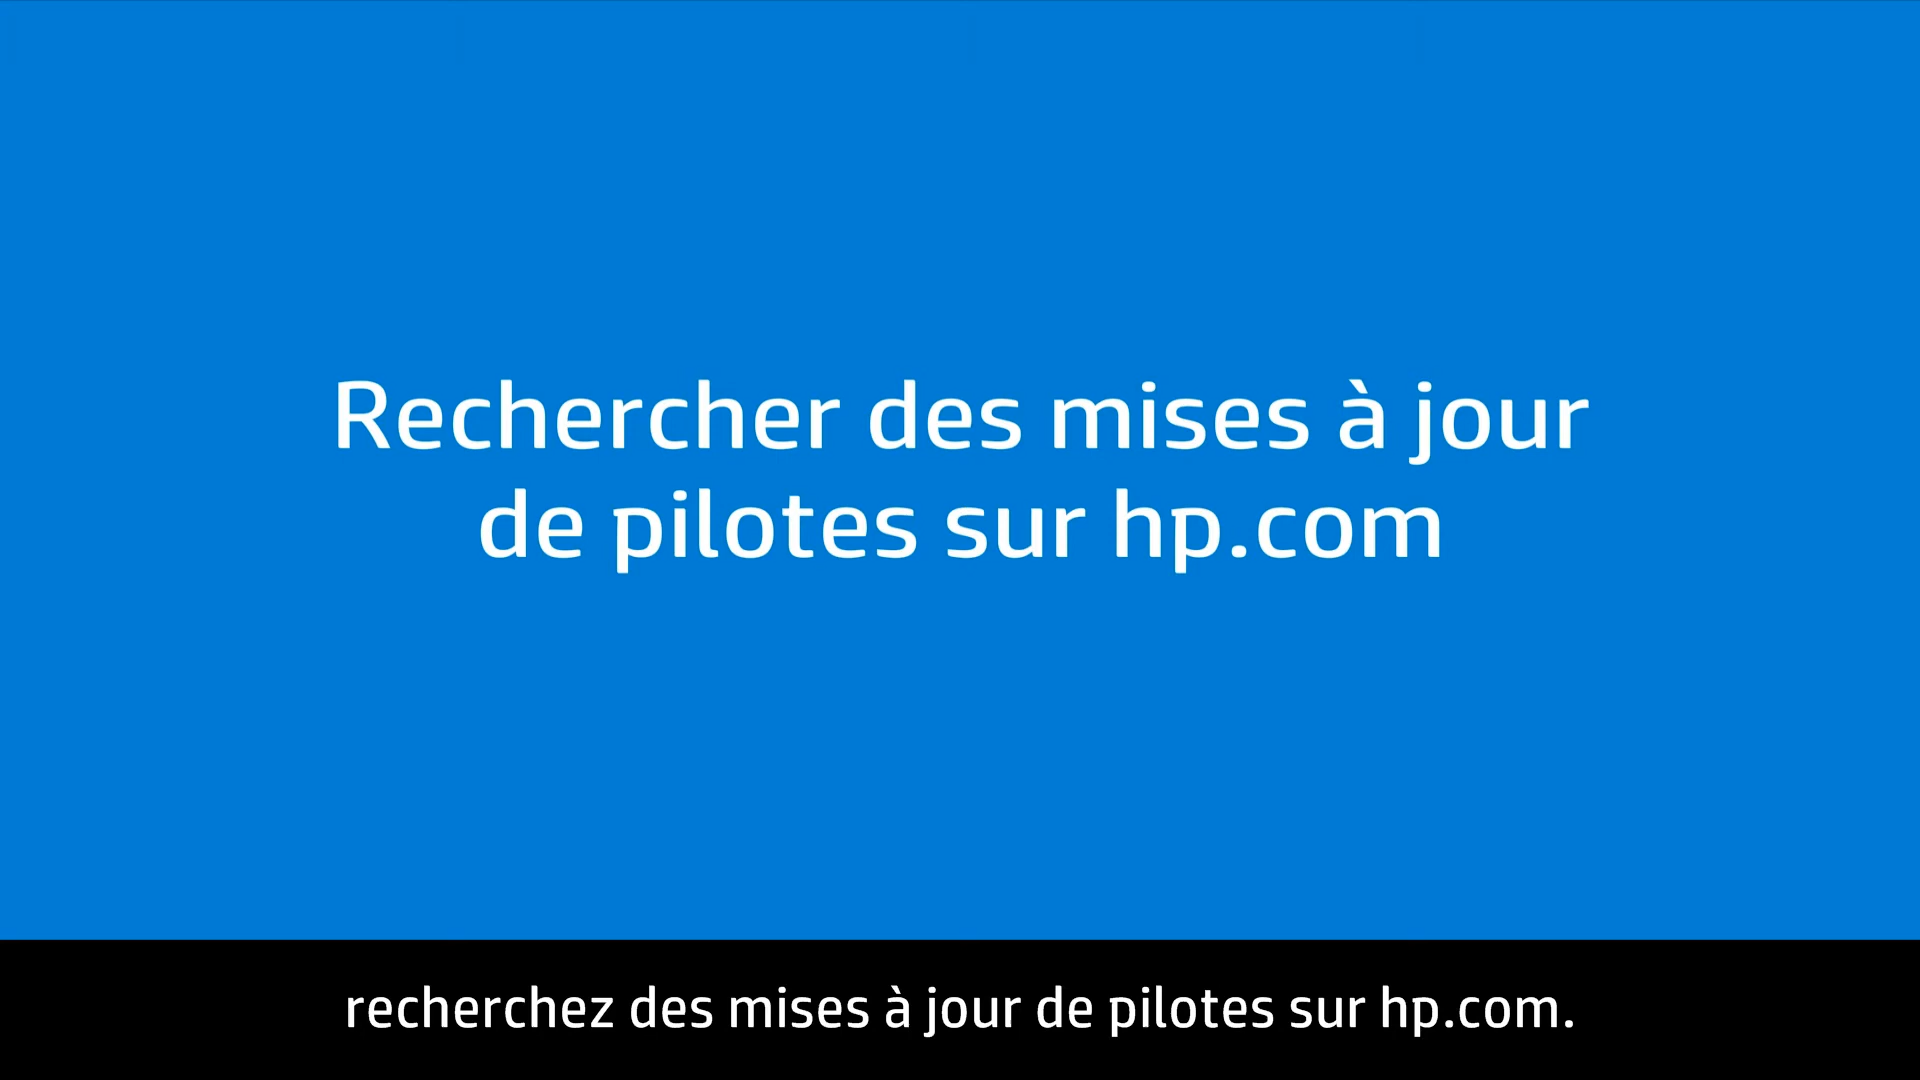 Rechercher des mises à jour
de pilotes sur hp.com
recherchez des mises à jour de pilotes sur hp.com.